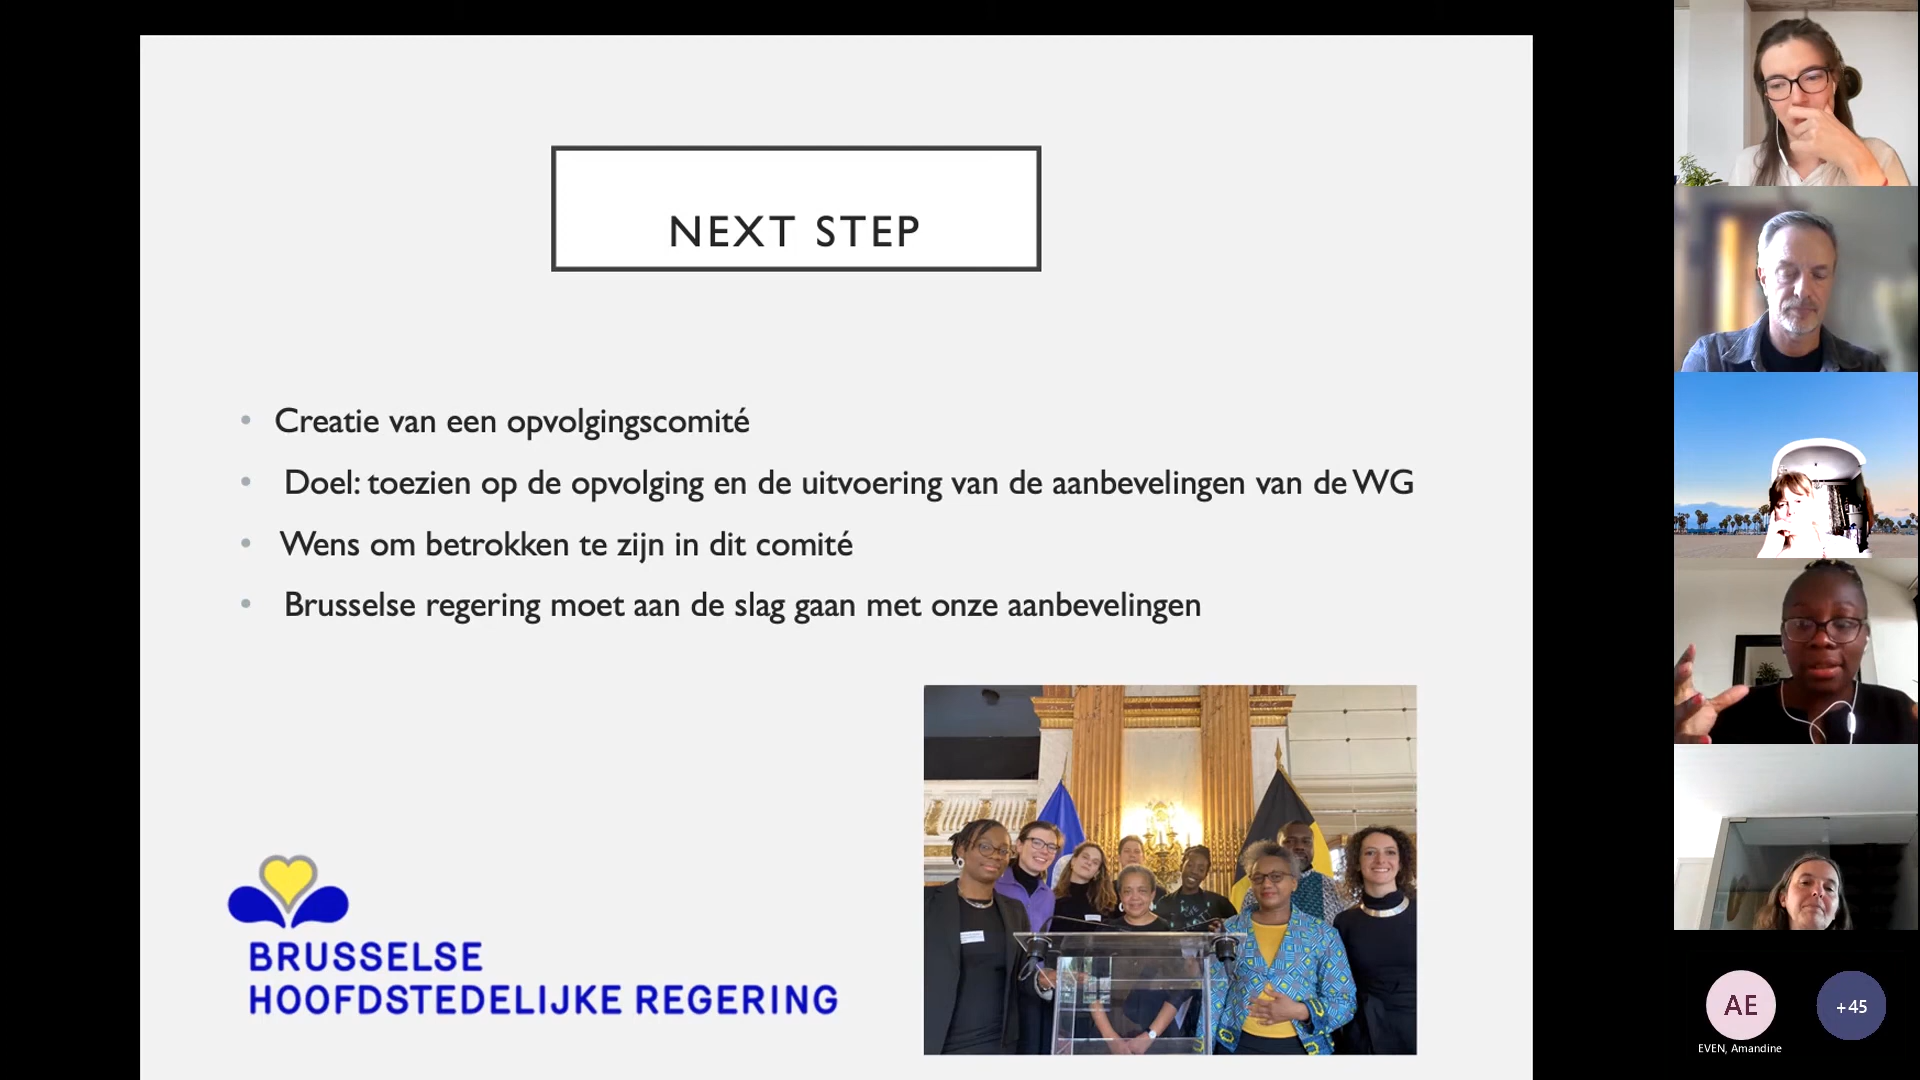 NEXT STEP
• Creatie van een opvolgingscomité
• Doel: toezien op de opvolging en de uitvoering van de aanbevelingen van de WG
• Wens om betrokken te zijn in dit comité
• Brusselse regering moet aan de slag gaan met onze aanbevelingen
BRUSSELSE
HOOFDSTEDELIJKE REGERING
AE
+45
EVEN, Amandine